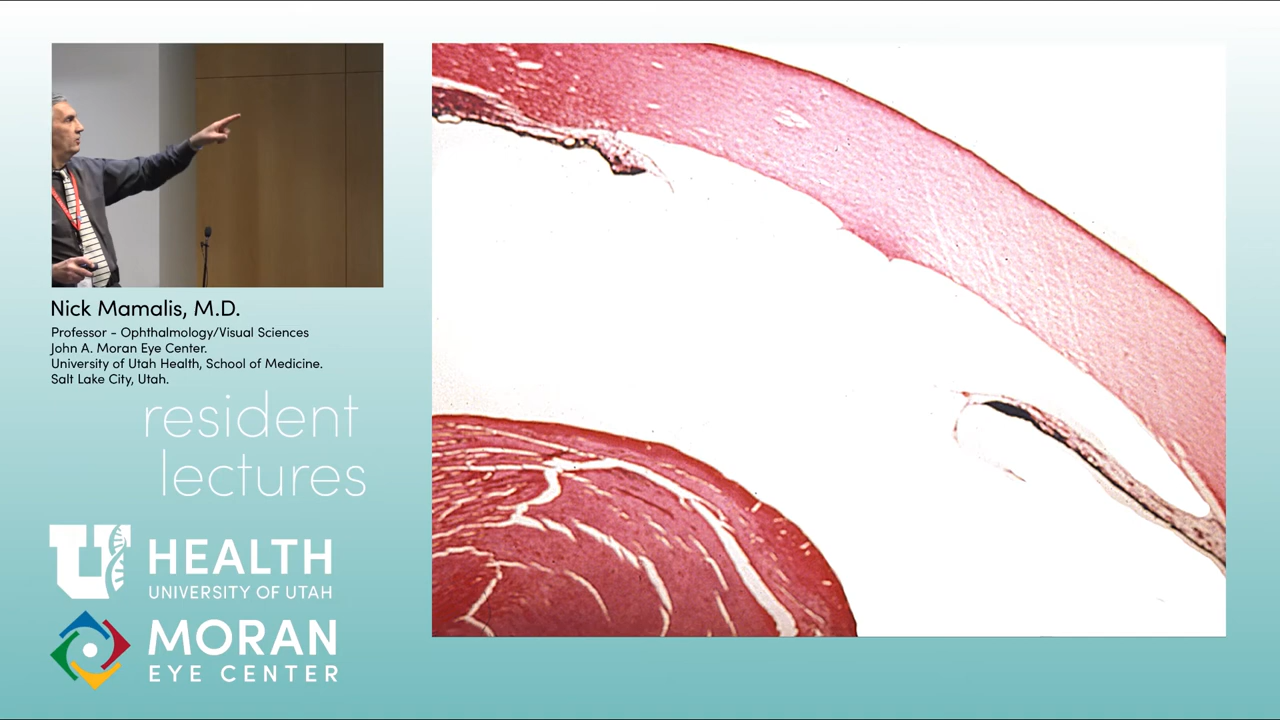 Nick Mamalis, M.D.
Professor - Ophthalmology/Visual Sciences
John A. Moran Eye Center.
University of Utah Health, School of Medicine.
Salt Lake City, Utah.
resident
lectures
U HEALTH
UNIVERSITY OF UTAH
MORAN
EYE CENTER